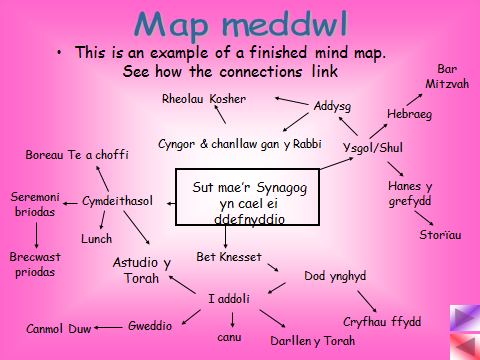 Map meddwl
• This is an example of a finished mind map.
See how the connections link
Bar
Mitzvah
Rheolau Kosher
Addysg
Hebraeg
Cyngor & chanllaw gan y Rabbi
Ysgol/Shul
Boreau Te a choffi
Sut mae'r Synagog
yn cael ei
ddefnyddio
Hanes y
grefydd
Seremoni
briodas
Cymdeithasol
Storïau
Lunch
Brecwast
priodas
Astudio y
Torah
Bet Knesset
Dod ynghyd
I addoli
Cryfhau ffydd
Canmol Duw
Gweddio
canu
Darllen y Torah